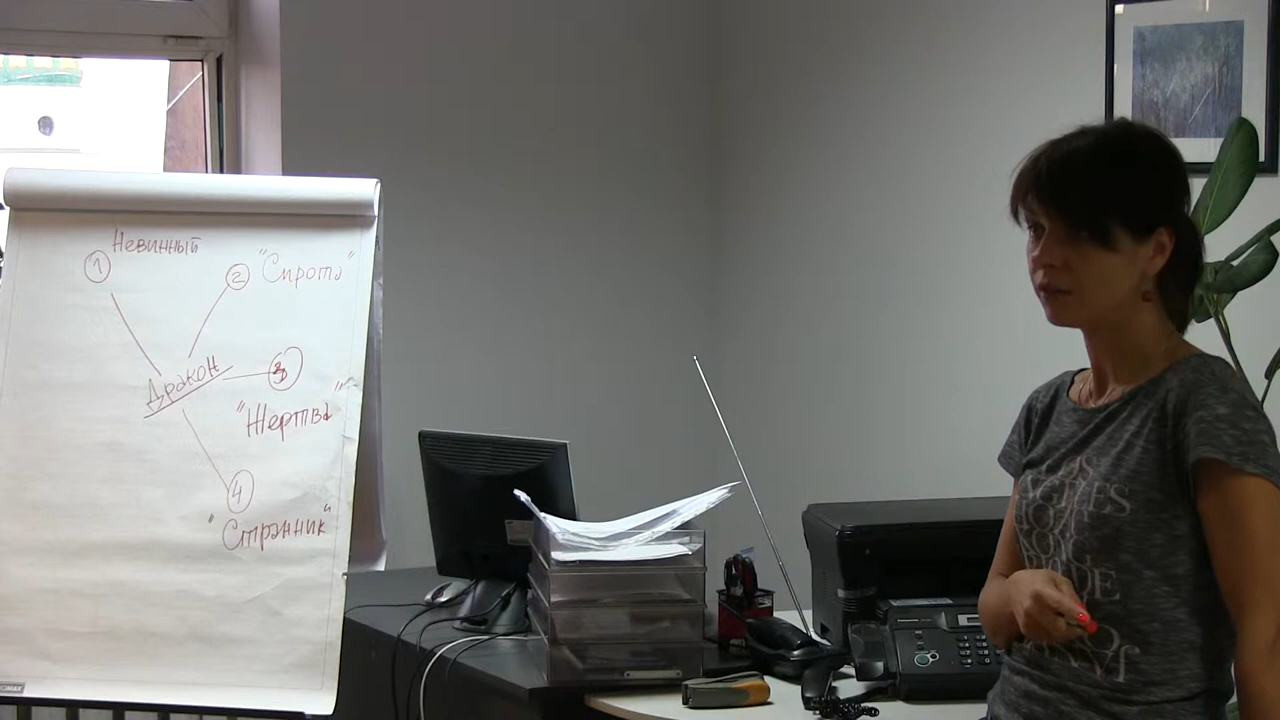 Невинный
1
2
"Сирота"
Дракон
3
"Жертва"
4
"Странник"